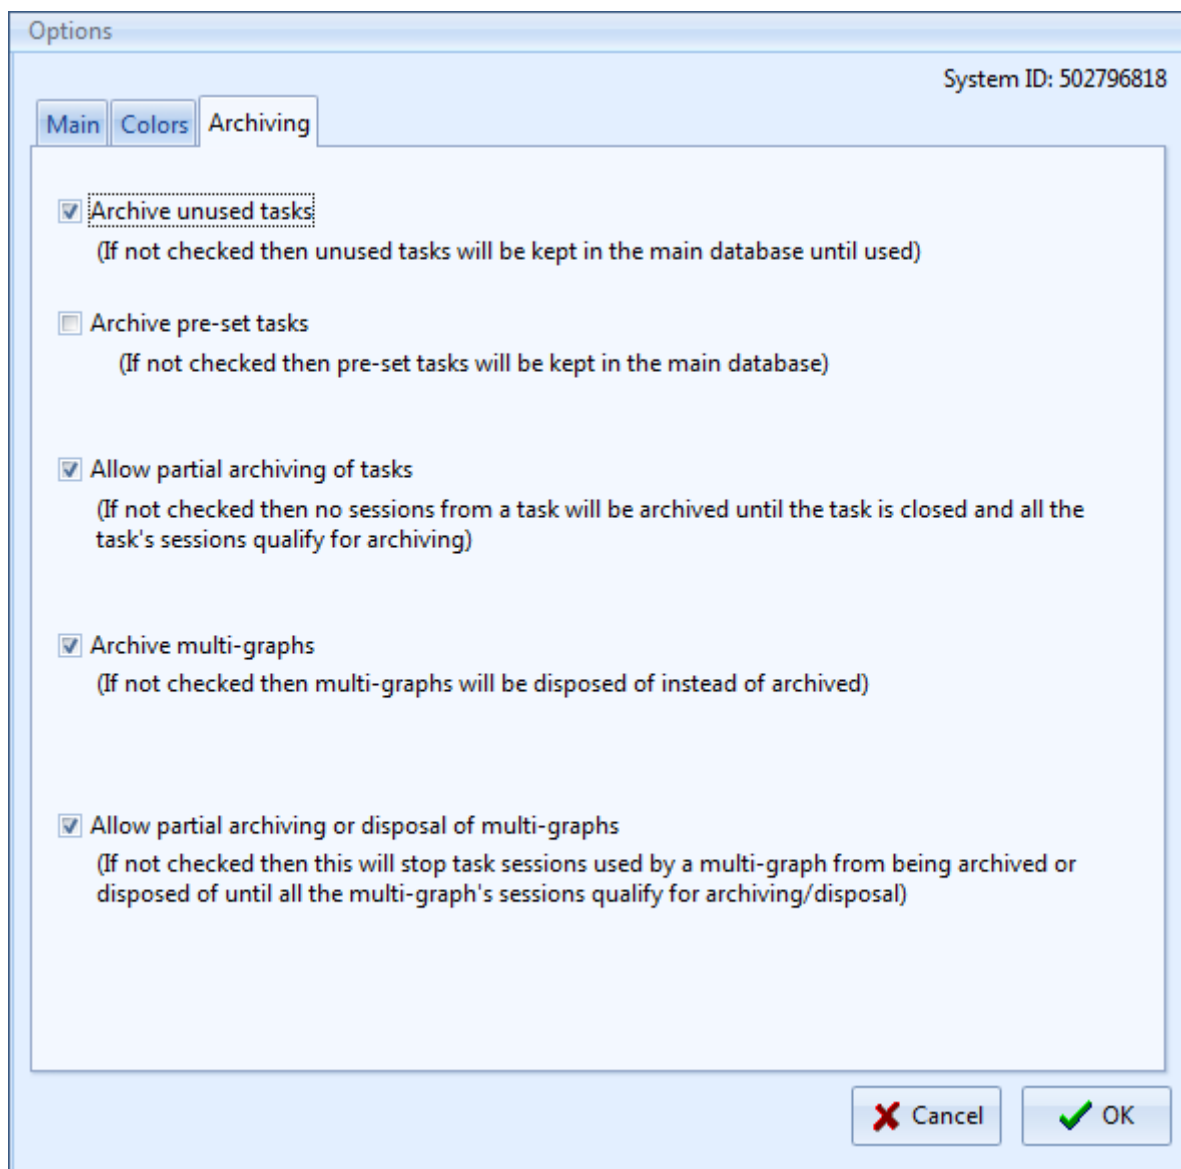 Options
System ID: 502796818
Main Colors Archiving
Archive unused tasks
(If not checked then unused tasks will be kept in the main database until used)
Archive pre-set tasks
(If not checked then pre-set tasks will be kept in the main database)
Allow partial archiving of tasks
(If not checked then no sessions from a task will be archived until the task is closed and all the
task's sessions qualify for archiving)
Archive multi-graphs
(If not checked then multi-graphs will be disposed of instead of archived)
Allow partial archiving or disposal of multi-graphs
(If not checked then this will stop task sessions used by a multi-graph from being archived or
disposed of until all the multi-graph's sessions qualify for archiving/disposal)
Cancel OK